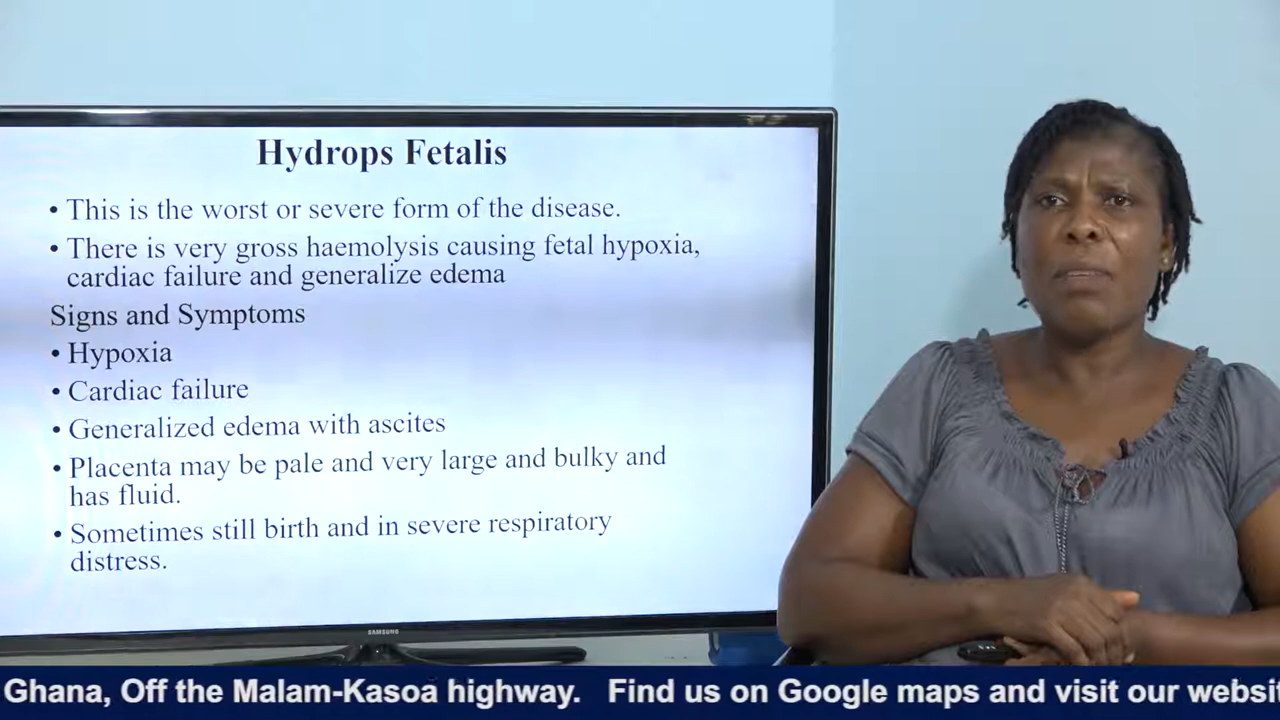 Hydrops Fetalis
• This is the worst or severe form of the disease.
• There is very gross haemolysis causing fetal hypoxia,
cardiac failure and generalize edema
Signs and Symptoms
• Hypoxia
• Cardiac failure
• Generalized edema with ascites
• Placenta may be pale and very large and bulky and
has fluid.
• Sometimes still birth and in severe respiratory
distress.
SAMSUNG
Ghana, Off the Malam-Kasoa highway. Find us on Google maps and visit our websit